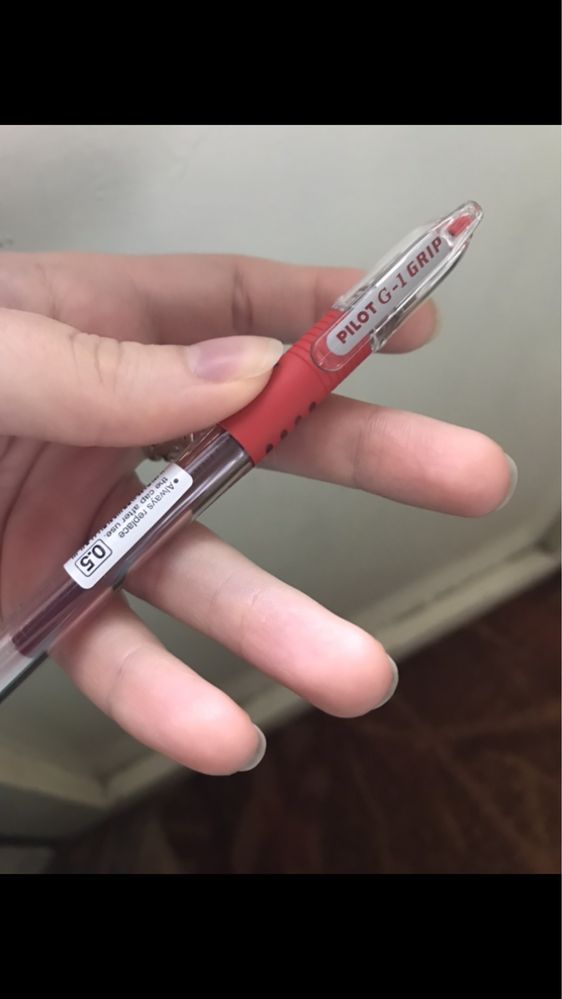 PILOT G-1 GRIP
• Always replace
the cap after use.
0.5